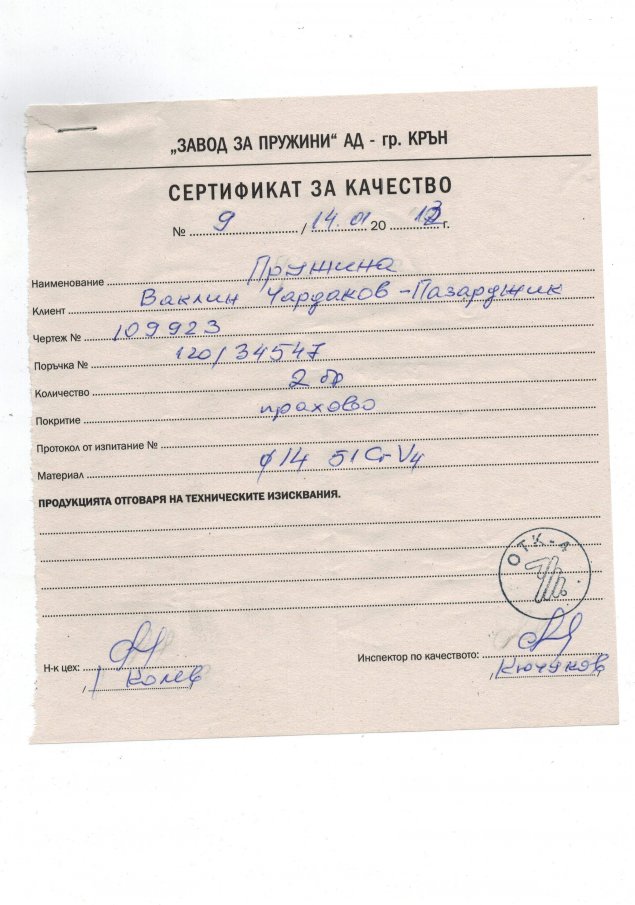 „ЗАВОД ЗА ПРУЖИНИ“ АД - гр. КРЪН
СЕРТИФИКАТ ЗА КАЧЕСТВО
№ 9 / 14.01 20 г.
Наименование Пружина
Клиент Ваклин Чардаков - Пазарджик
Чертеж № 109923
Поръчка № 120/34547
Количество 2 бр
Покритие прахово
Протокол от изпитание №
Материал ф14 51CrV4
ПРОДУКЦИЯТА ОТГОВАРЯ НА ТЕХНИЧЕСКИТЕ ИЗИСКВАНИЯ.
ОТК-
Н-к цех: Инспектор по качеството:
/ Колев / Кючуков